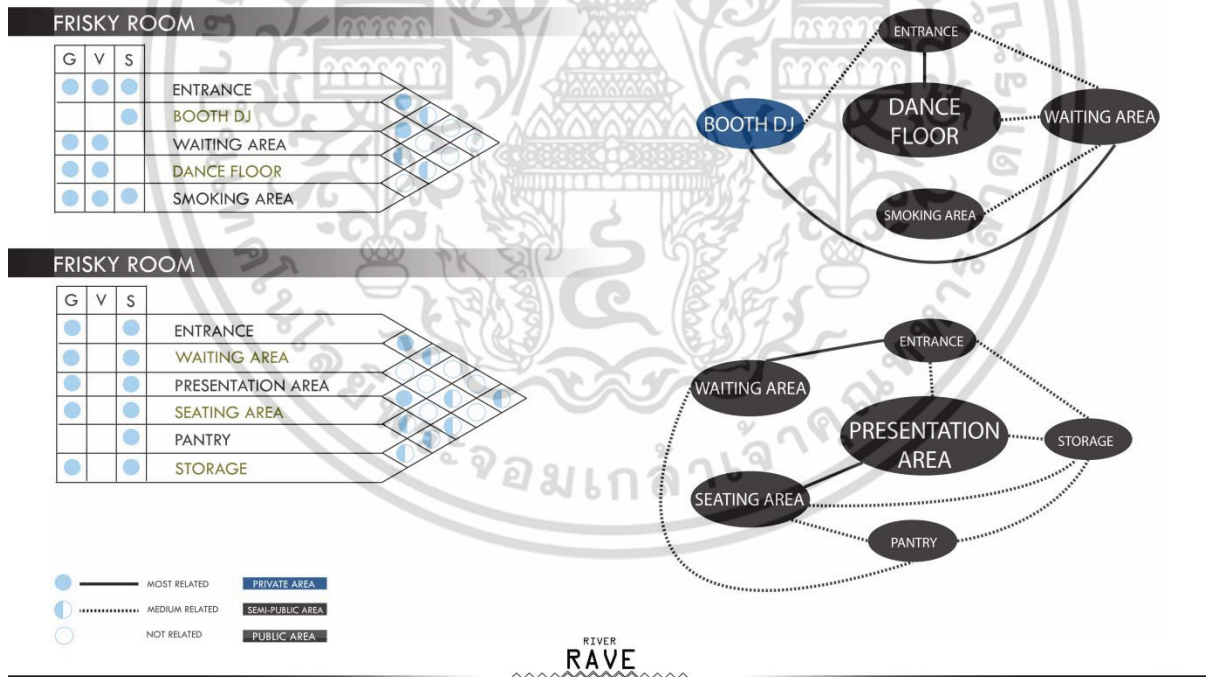 FRISKY ROOM
G V S
ENTRANCE
BOOTH DJ
WAITING AREA
DANCE FLOOR
SMOKING AREA
ENTRANCE
BOOTH DJ
DANCE
FLOOR
WAITING AREA
SMOKING AREA
FRISKY ROOM
G V S
ENTRANCE
WAITING AREA
PRESENTATION AREA
SEATING AREA
PANTRY
STORAGE
ENTRANCE
WAITING AREA
PRESENTATION
AREA
STORAGE
SEATING AREA
PANTRY
MOST RELATED PRIVATE AREA
MEDIUM RELATED SEMI-PUBLIC AREA
NOT RELATED PUBLIC AREA
RIVER
RAVE